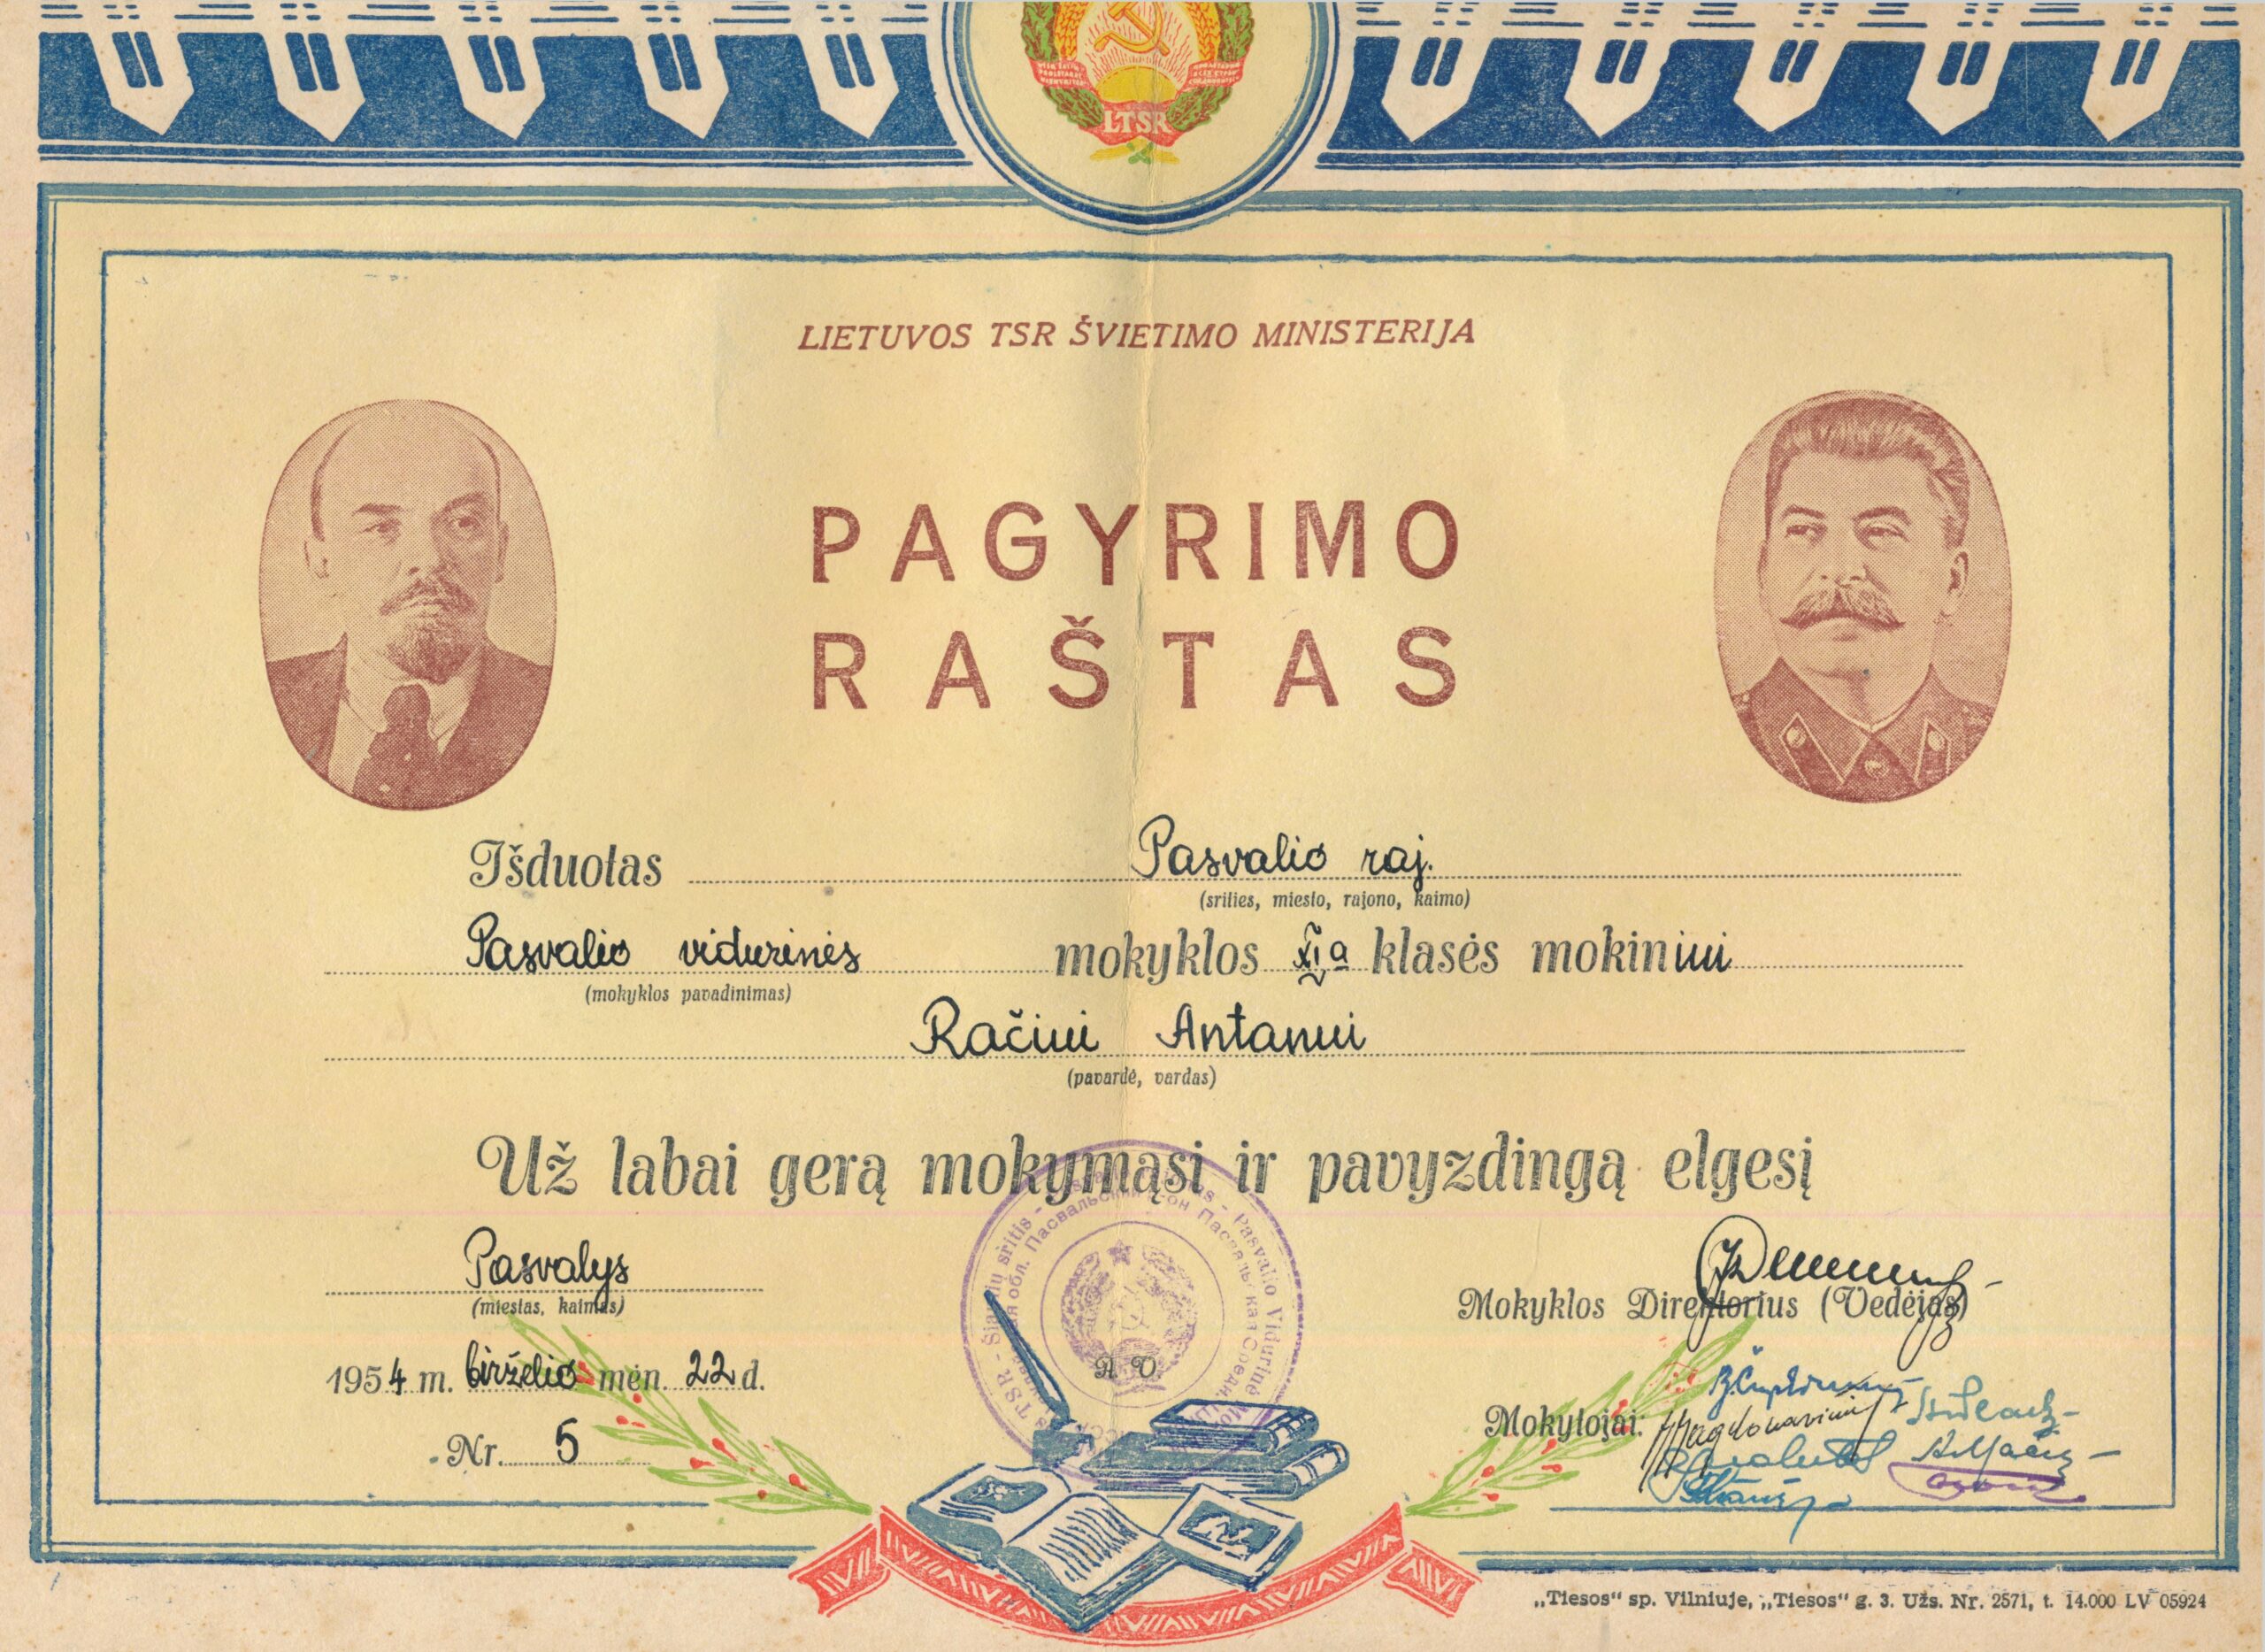 LTSR
LIETUVOS TSR ŠVIETIMO MINISTERIJA
PAGYRIMO
RAŠTAS
Išduotas Pasvalio raj.
(srities, miesto, rajono, kaimo)
Pasvalio vidurinės mokyklos XIa klasės mokiniui
(mokyklos pavadinimas)
Račiui Antanui
(pavardė, vardas)
Už labai gerą mokymąsi ir pavyzdingą elgesį
Pasvalys
(miestas, kaimas)
Mokyklos Direktorius (Vedėjas)
1954 m. birželio mėn. 22 d.
A. V.
Nr. 5
Mokytojai:
„Tiesos" sp. Vilniuje, „Tiesos" g. 3. Užs. Nr. 2571, t. 14.000 LV 05924